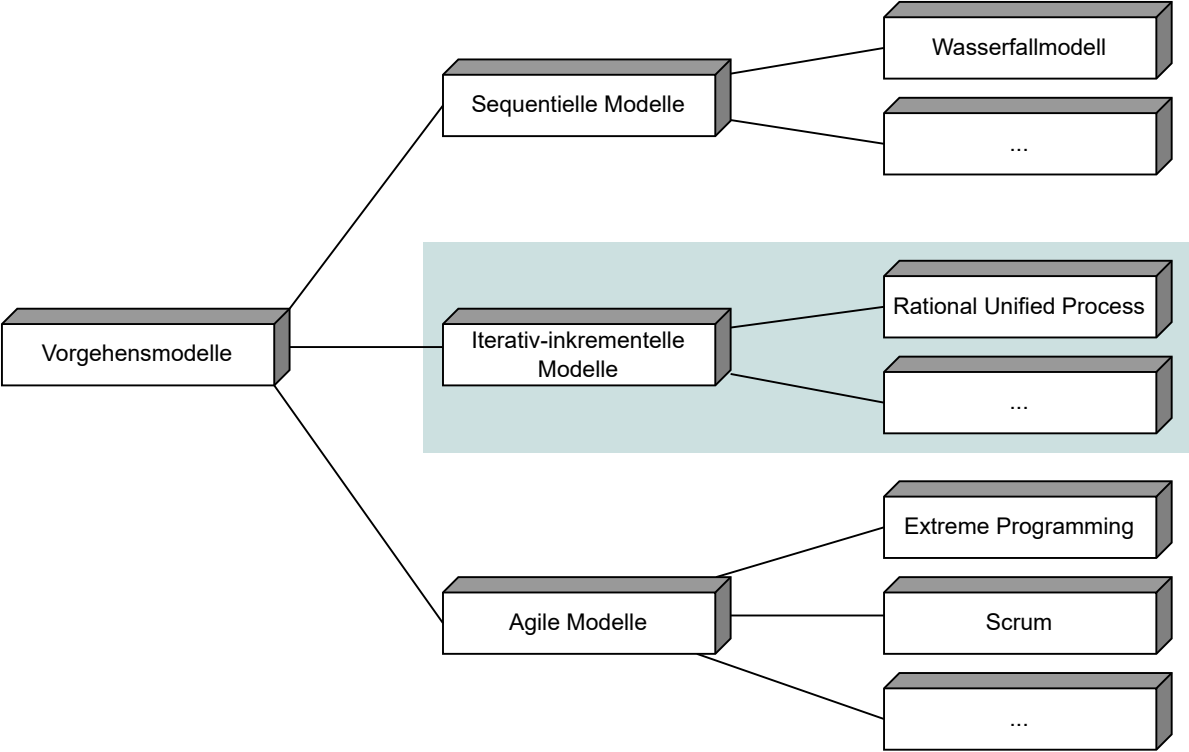 Wasserfallmodell
Sequentielle Modelle
...
Rational Unified Process
Vorgehensmodelle
Iterativ-inkrementelle
Modelle
...
Extreme Programming
Agile Modelle
Scrum
...